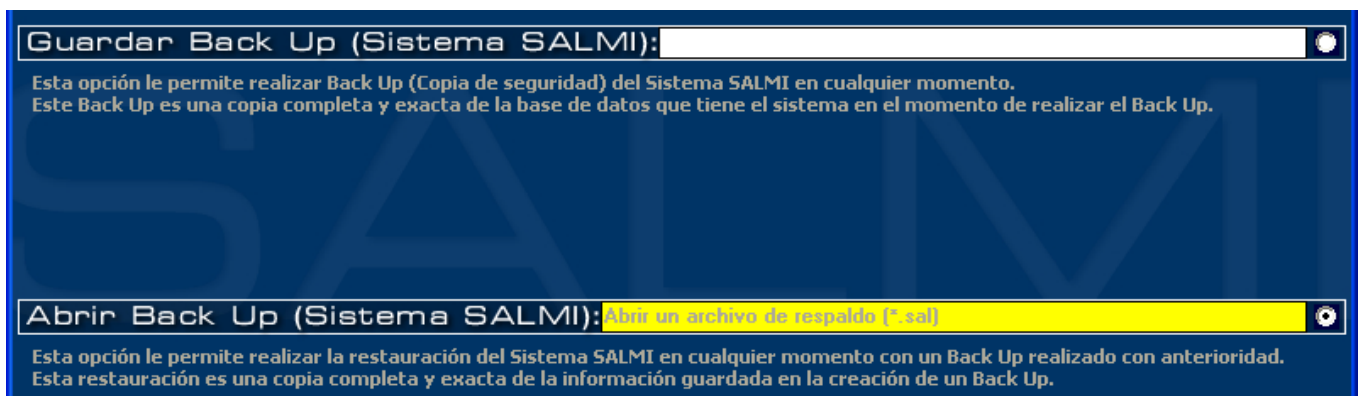 Guardar Back Up (Sistema SALMI):
Esta opción le permite realizar Back Up (Copia de seguridad) del Sistema SALMI en cualquier momento.
Este Back Up es una copia completa y exacta de la base de datos que tiene el sistema en el momento de realizar el Back Up.
SALMI
Abrir Back Up (Sistema SALMI): Abrir un archivo de respaldo (*.sal)
Esta opción le permite realizar la restauración del Sistema SALMI en cualquier momento con un Back Up realizado con anterioridad.
Esta restauración es una copia completa y exacta de la información guardada en la creación de un Back Up.